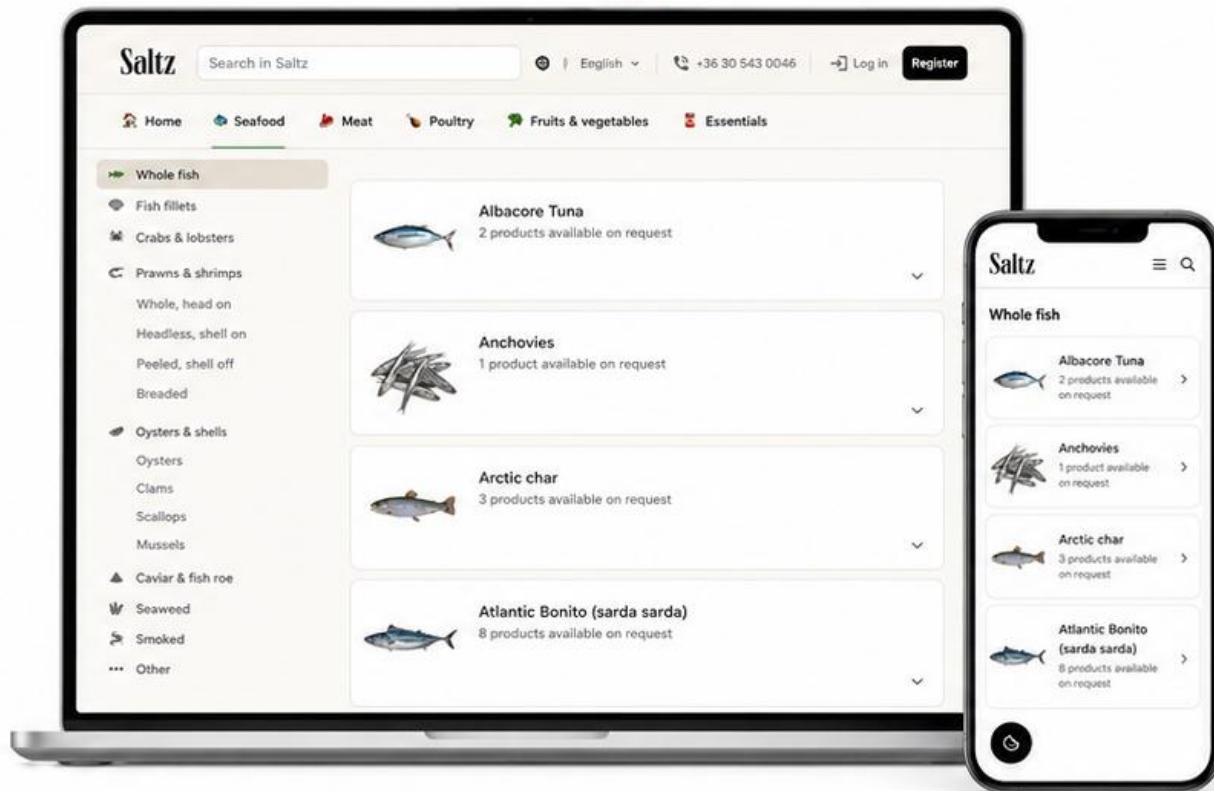 Saltz
Search in Saltz
English
+36 30 543 0046
Log in
Register
Home
Seafood
Meat
Poultry
Fruits & vegetables
Essentials
Whole fish
Fish fillets
Crabs & lobsters
Prawns & shrimps
Whole, head on
Headless, shell on
Peeled, shell off
Breaded
Oysters & shells
Oysters
Clams
Scallops
Mussels
Caviar & fish roe
Seaweed
Smoked
Other
Albacore Tuna
2 products available on request
Anchovies
1 product available on request
Arctic char
3 products available on request
Atlantic Bonito (sarda sarda)
8 products available on request
Saltz
Whole fish
Albacore Tuna
2 products available
on request
Anchovies
1 product available
on request
Arctic char
3 products available
on request
Atlantic Bonito
(sarda sarda)
8 products available
on request